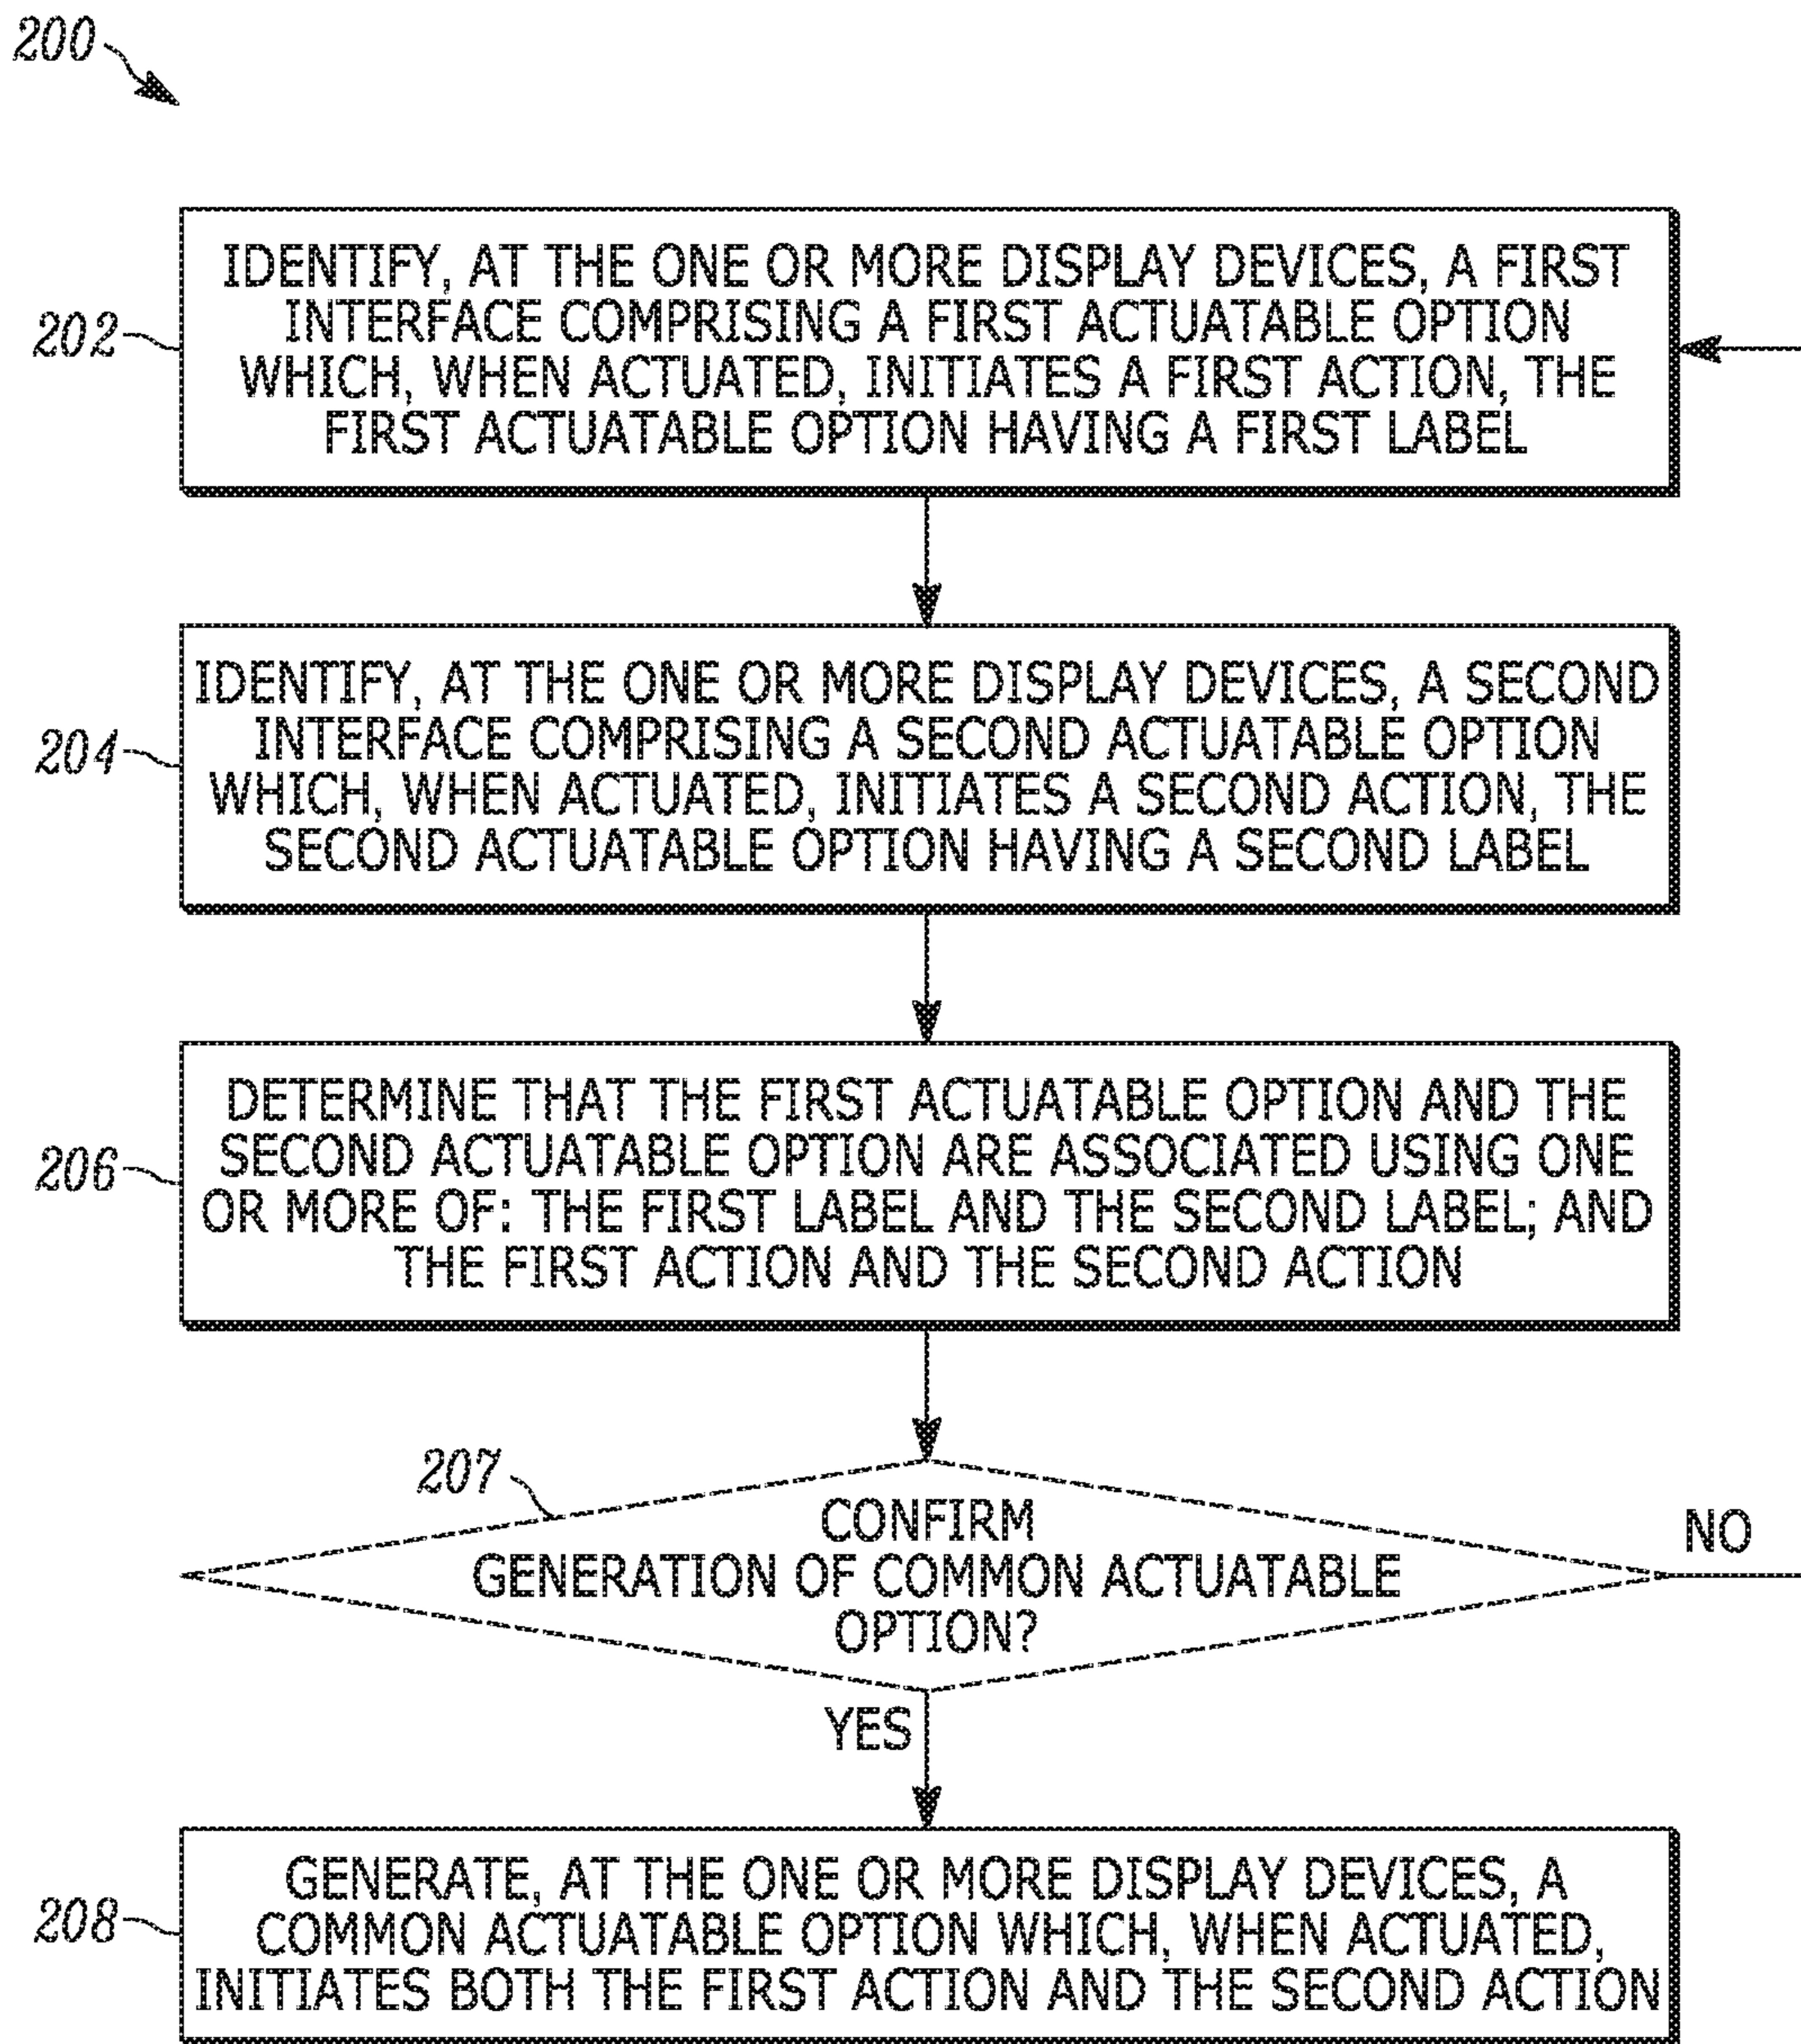 200
202
IDENTIFY, AT THE ONE OR MORE DISPLAY DEVICES, A FIRST
INTERFACE COMPRISING A FIRST ACTUATABLE OPTION
WHICH, WHEN ACTUATED, INITIATES A FIRST ACTION, THE
FIRST ACTUATABLE OPTION HAVING A FIRST LABEL
204
IDENTIFY, AT THE ONE OR MORE DISPLAY DEVICES, A SECOND
INTERFACE COMPRISING A SECOND ACTUATABLE OPTION
WHICH, WHEN ACTUATED, INITIATES A SECOND ACTION, THE
SECOND ACTUATABLE OPTION HAVING A SECOND LABEL
206
DETERMINE THAT THE FIRST ACTUATABLE OPTION AND THE
SECOND ACTUATABLE OPTION ARE ASSOCIATED USING ONE
OR MORE OF: THE FIRST LABEL AND THE SECOND LABEL; AND
THE FIRST ACTION AND THE SECOND ACTION
207
CONFIRM
GENERATION OF COMMON ACTUATABLE
OPTION?
NO
YES
208
GENERATE, AT THE ONE OR MORE DISPLAY DEVICES, A
COMMON ACTUATABLE OPTION WHICH, WHEN ACTUATED,
INITIATES BOTH THE FIRST ACTION AND THE SECOND ACTION